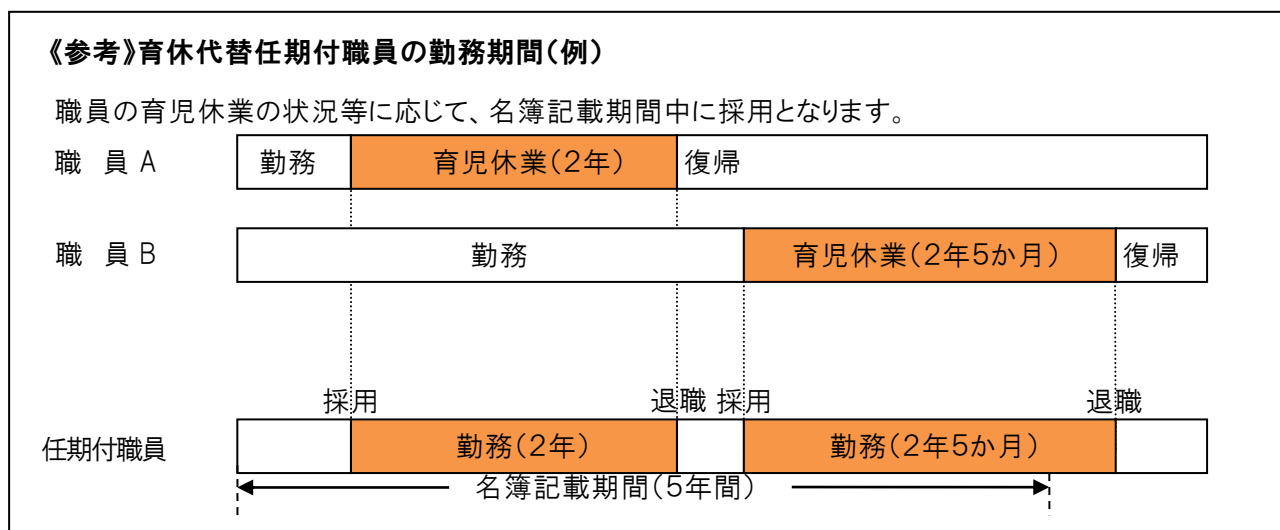 《参考》育休代替任期付職員の勤務期間(例)
職員の育児休業の状況等に応じて、名簿記載期間中に採用となります。
職 員 A 勤務 育児休業(2年) 復帰
職 員 B 勤務 育児休業(2年5か月) 復帰
採用 退職 採用 退職
任期付職員 勤務(2年) 勤務(2年5か月)
名簿記載期間(5年間)